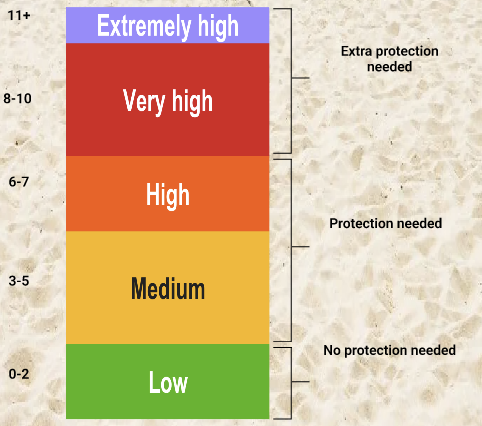 11+
Extremely high
Extra protection
needed
8-10
Very high
6-7
High
Protection needed
3-5
Medium
No protection needed
0-2
Low